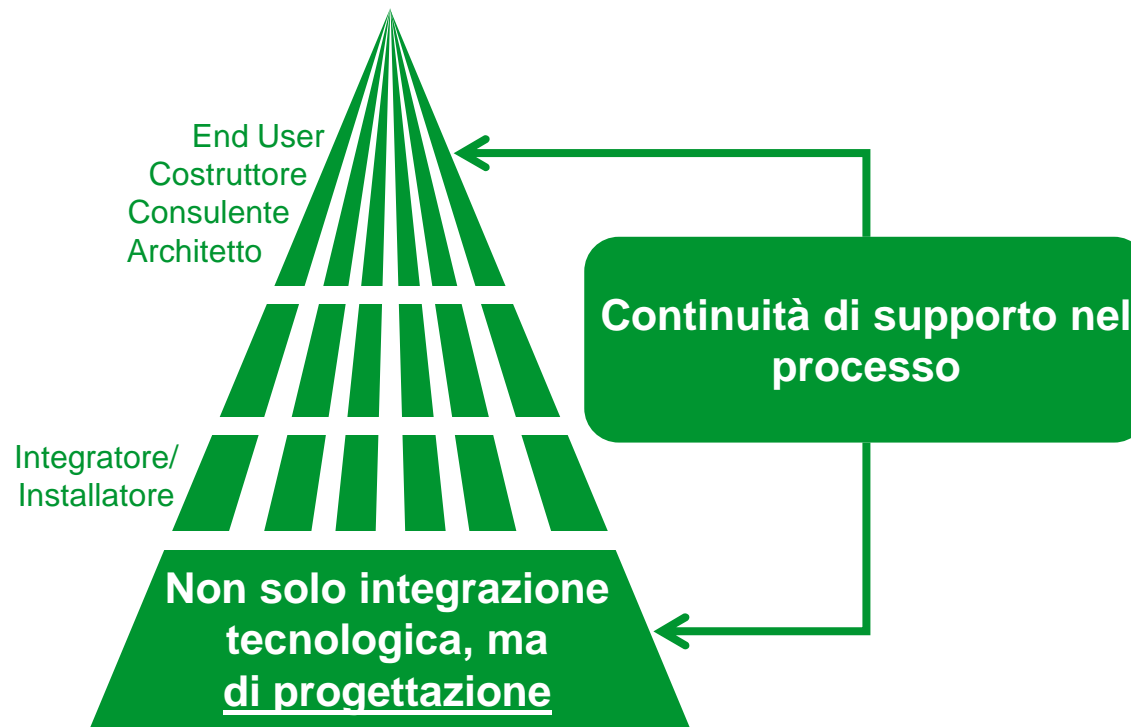 End User
Costruttore
Consulente
Architetto
Continuità di supporto nel
processo
Integratore/
Installatore
Non solo integrazione
tecnologica, ma
di progettazione